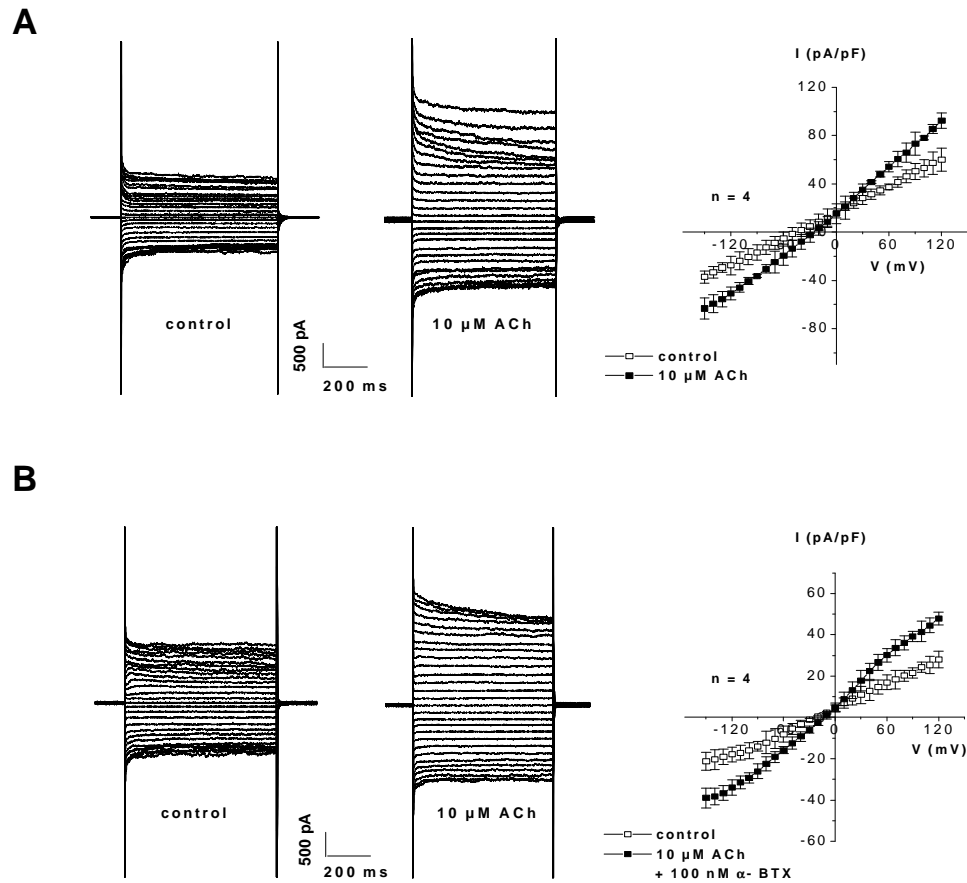 A
I (pA/pF)
120
80
40
n = 4
-120
60
120
V (mV)
-40
-80
control
500 pA
200 ms
10 µM ACh
control
10 µM ACh
B
I (pA/pF)
60
40
20
n = 4
-120
0
60
120
V (mV)
-20
-40
-60
control
500 pA
200 ms
10 µM ACh
control
10 µM ACh
+ 100 nM α- BTX